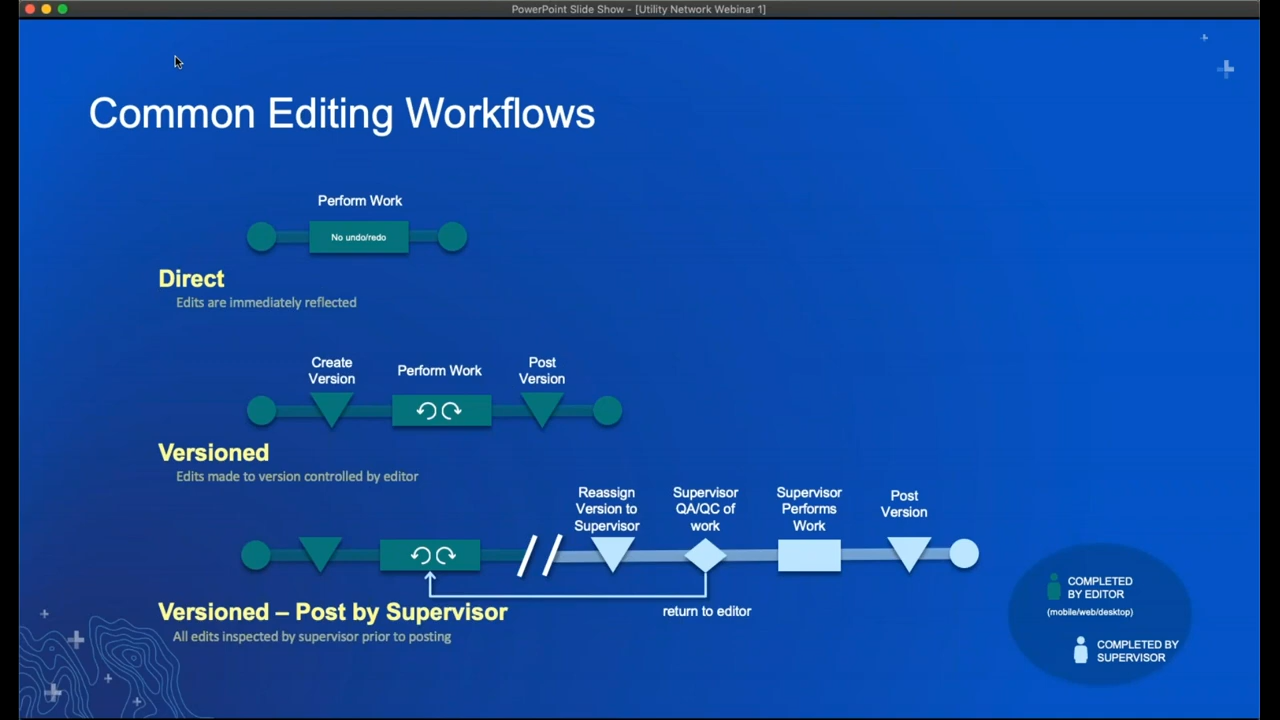 PowerPoint Slide Show - [Utility Network Webinar 1]
Common Editing Workflows
Perform Work
No undo/redo
Direct
Edits are immediately reflected
Create
Version
Perform Work
Post
Version
Versioned
Edits made to version controlled by editor
Reassign
Version to
Supervisor
Supervisor
QA/QC of
work
Supervisor
Performs
Work
Post
Version
Versioned – Post by Supervisor
All edits inspected by supervisor prior to posting
return to editor
COMPLETED
BY EDITOR
(mobile/web/desktop)
COMPLETED BY
SUPERVISOR